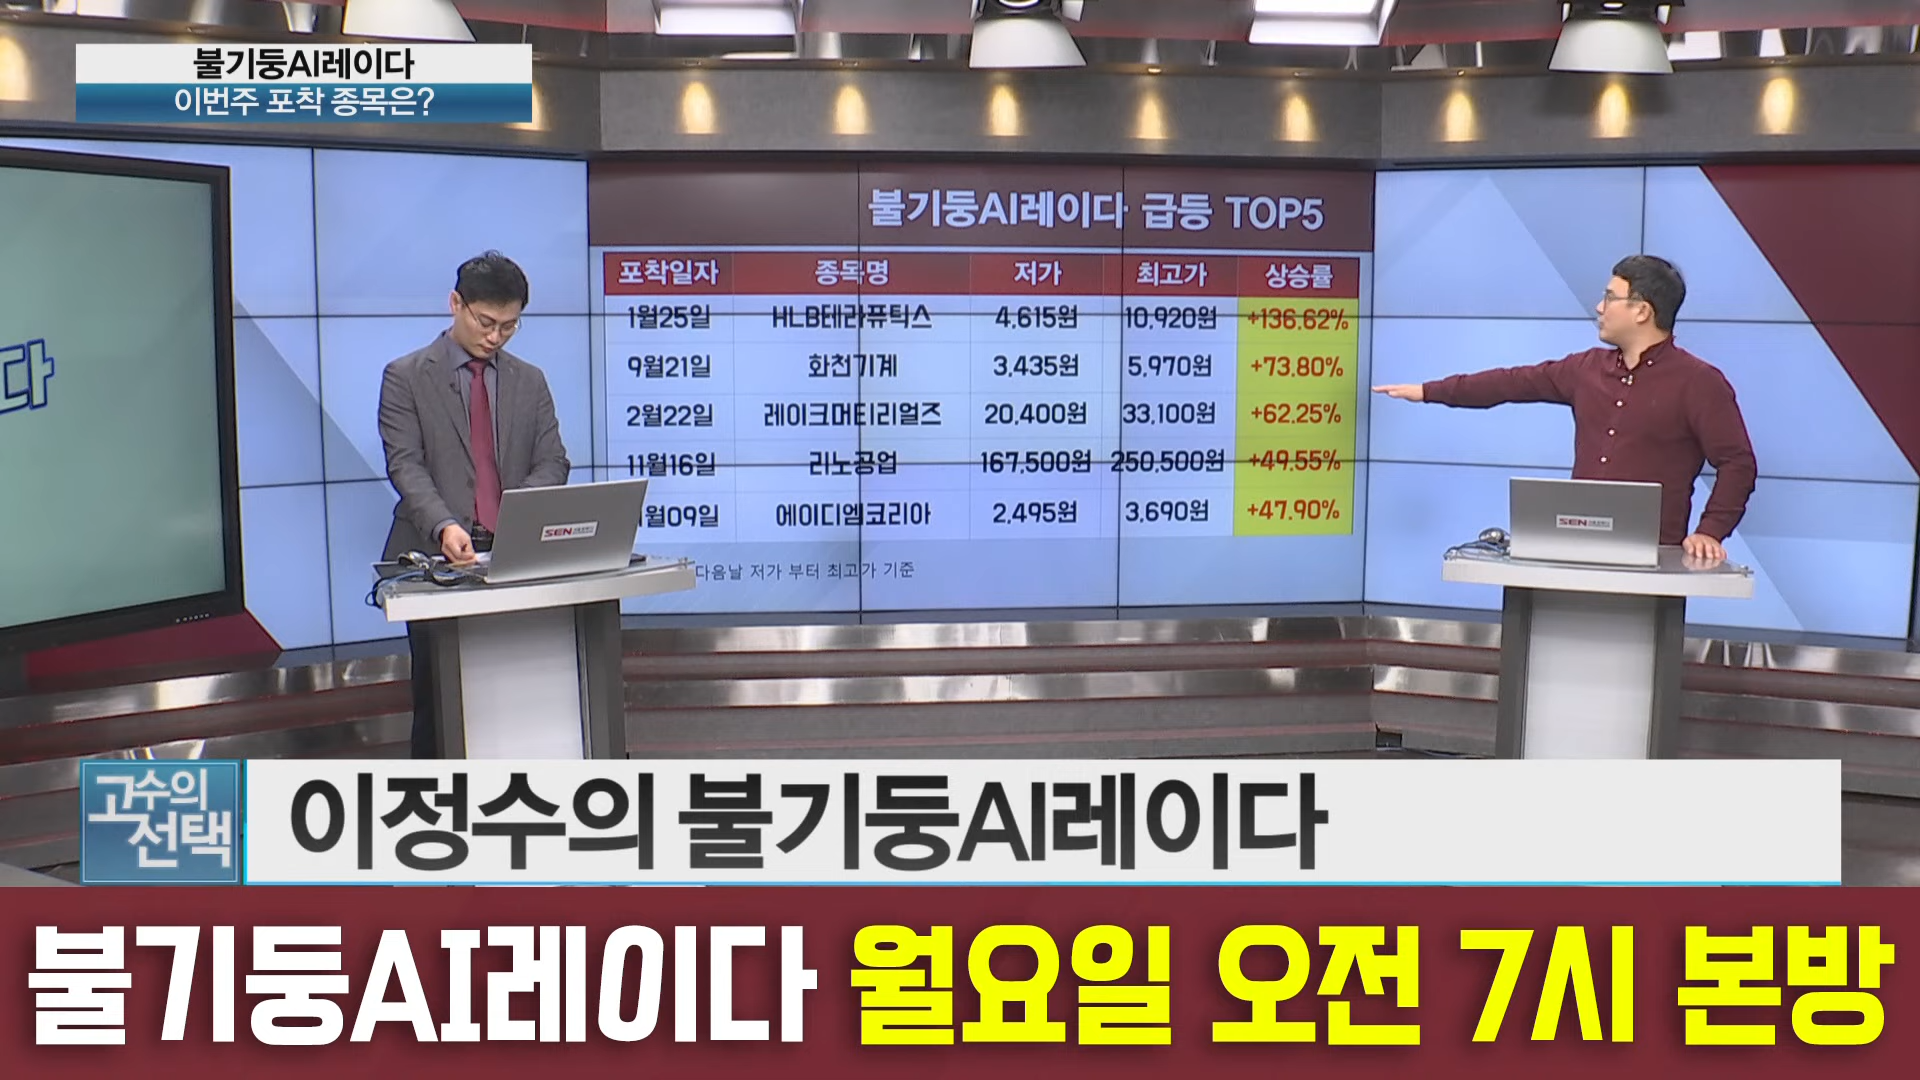 불기둥AI레이다
이번주 포착 종목은?
다
불기둥AI레이다 급등 TOP5
포착일자 종목명 저가 최고가 상승률
1월25일 HLB테라퓨틱스 4,615원 10,920원 +136.62%
9월21일 화천기계 3,435원 5,970원 +73.80%
2월22일 레이크머티리얼즈 20,400원 33,100원 +62.25%
11월16일 리노공업 167,500원 250,500원 +49.55%
월09일 에이디엠코리아 2,495원 3,690원 +47.90%
다음날 저가 부터 최고가 기준
SEN
SEN
고수의
선택
이정수의 불기둥AI레이다
불기둥AI레이다 월요일 오전 7시 본방